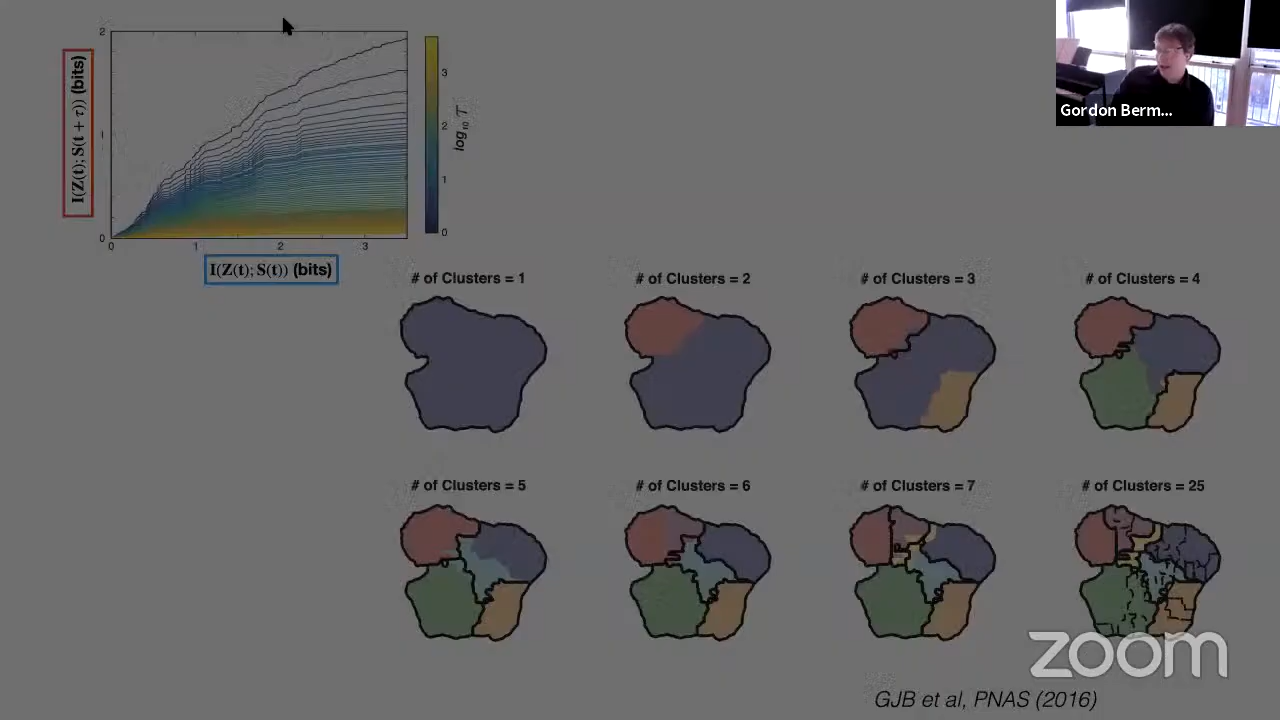 2
1
0
I(Z(t); S(t + τ)) (bits)
0
1
2
3
I(Z(t); S(t)) (bits)
3
2
1
0
log₁₀ τ
Gordon Berm...
# of Clusters = 1
# of Clusters = 2
# of Clusters = 3
# of Clusters = 4
# of Clusters = 5
# of Clusters = 6
# of Clusters = 7
# of Clusters = 25
zoom
GJB et al, PNAS (2016)